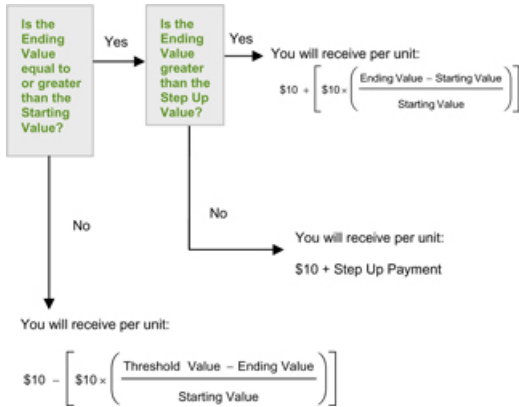 Is the
Ending
Value
equal to
or greater
than the
Starting
Value?
Yes
Is the
Ending
Value
greater
than the
Step Up
Value?
Yes
You will receive per unit:
$10 + [ $10 × ( Ending Value – Starting Value
Starting Value ) ]
No
No
You will receive per unit:
$10 + Step Up Payment
You will receive per unit:
$10 – [ $10 × ( Threshold Value – Ending Value
Starting Value ) ]